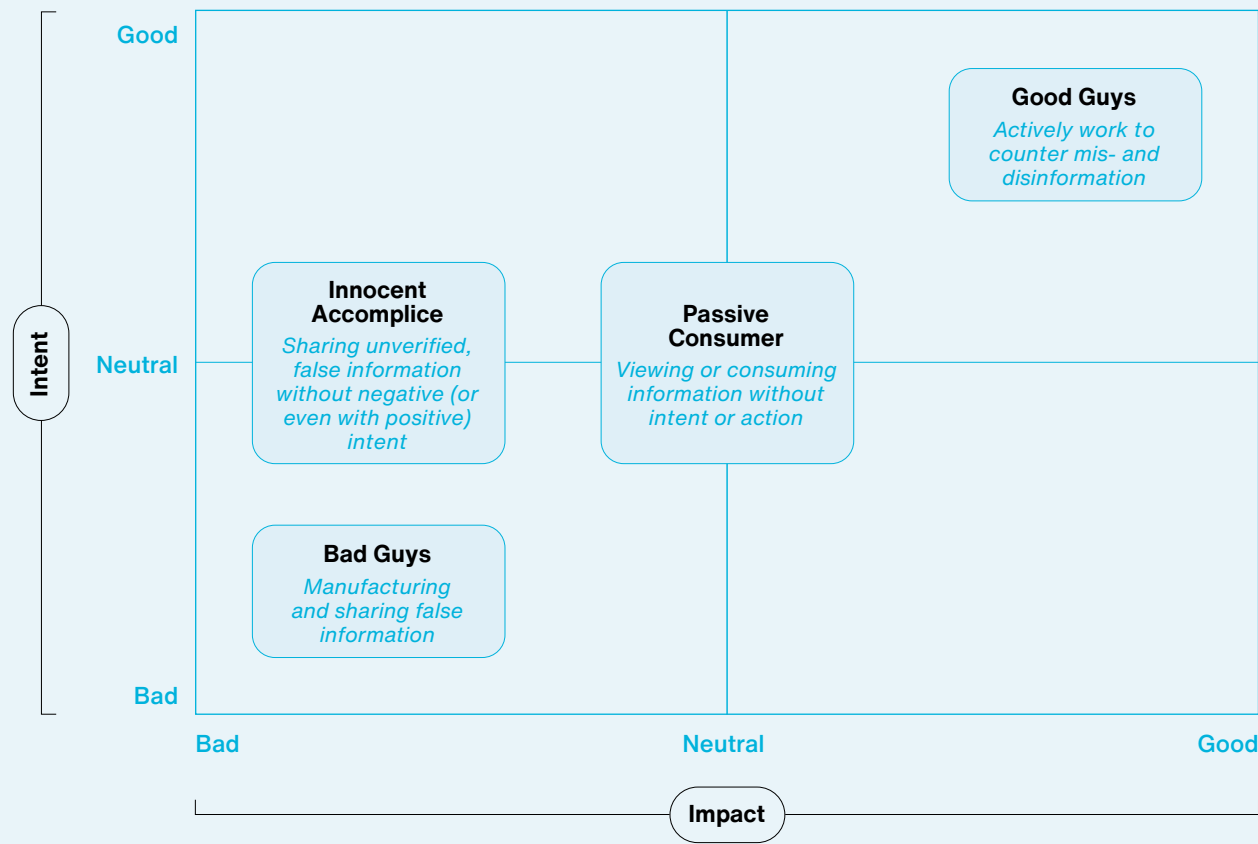 Good
Good Guys
Actively work to
counter mis- and
disinformation
Intent
Neutral
Innocent
Accomplice
Sharing unverified,
false information
without negative (or
even with positive)
intent
Passive
Consumer
Viewing or consuming
information without
intent or action
Bad Guys
Manufacturing
and sharing false
information
Bad
Bad
Neutral
Good
Impact